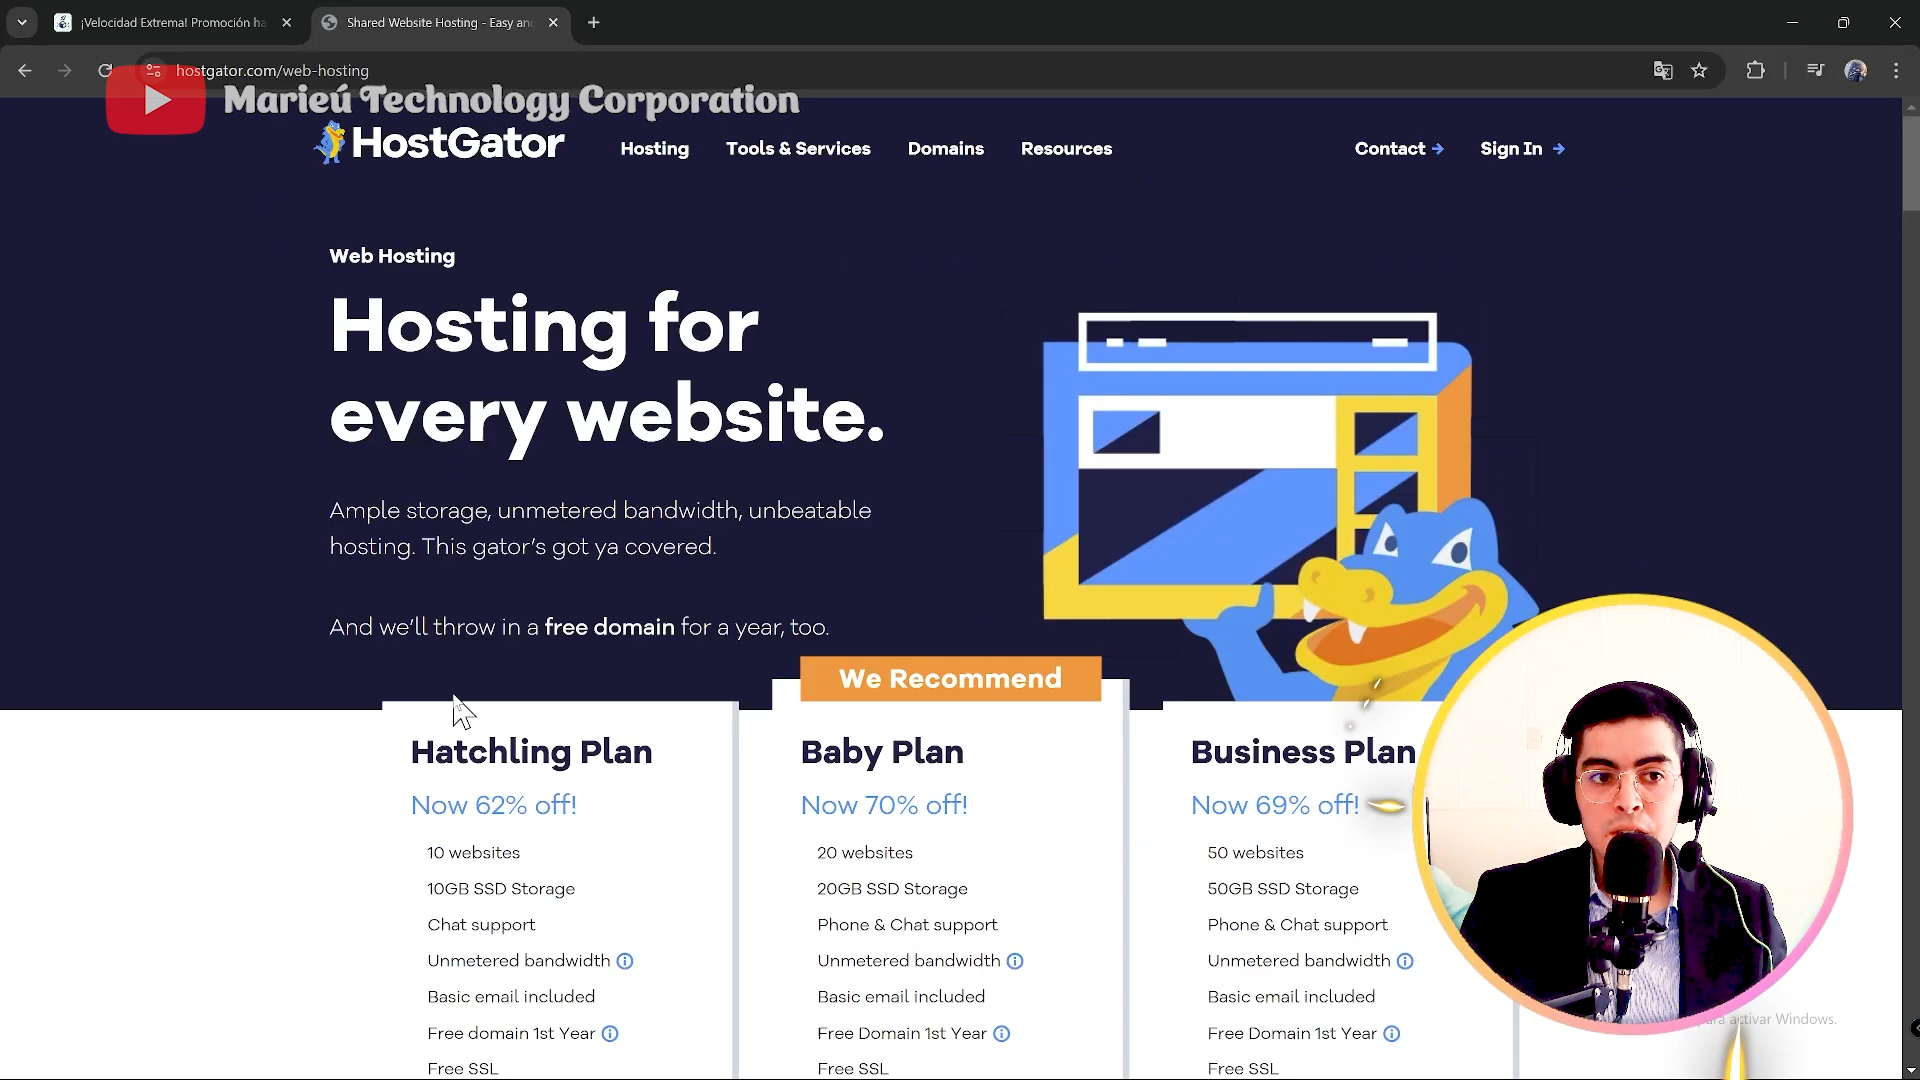 ¡Velocidad Extrema! Promoción ha
Shared Website Hosting - Easy and
hostgator.com/web-hosting
Marieú Technology Corporation
HostGator
Hosting
Tools & Services
Domains
Resources
Contact
Sign In
Web Hosting
Hosting for
every website.
Ample storage, unmetered bandwidth, unbeatable
hosting. This gator's got ya covered.
And we'll throw in a free domain for a year, too.
We Recommend
Hatchling Plan
Now 62% off!
10 websites
10GB SSD Storage
Chat support
Unmetered bandwidth
Basic email included
Free domain 1st Year
Free SSL
Baby Plan
Now 70% off!
20 websites
20GB SSD Storage
Phone & Chat support
Unmetered bandwidth
Basic email included
Free Domain 1st Year
Free SSL
Business Plan
Now 69% off!
50 websites
50GB SSD Storage
Phone & Chat support
Unmetered bandwidth
Basic email included
Free Domain 1st Year
Free SSL
para activar Windows.